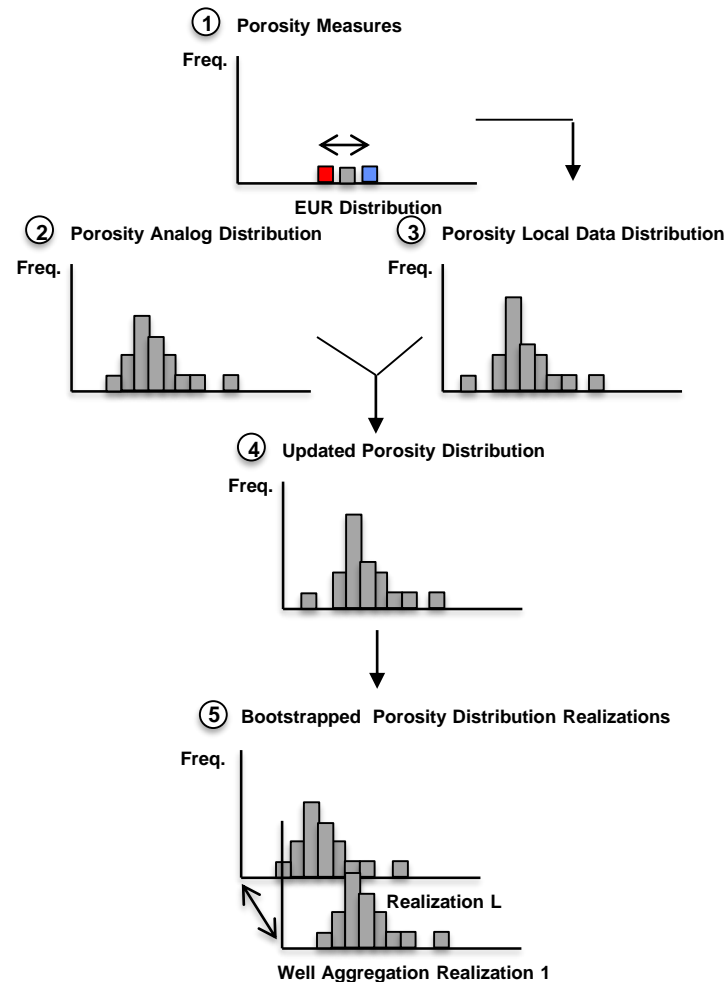 1 Porosity Measures
Freq.
EUR Distribution
2 Porosity Analog Distribution
3 Porosity Local Data Distribution
Freq.
Freq.
4 Updated Porosity Distribution
Freq.
5 Bootstrapped Porosity Distribution Realizations
Freq.
Realization L
Well Aggregation Realization 1